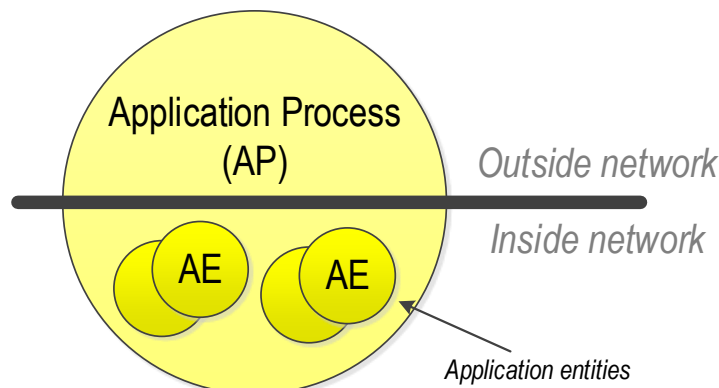 Application Process
(AP)
Outside network
Inside network
AE
AE
Application entities